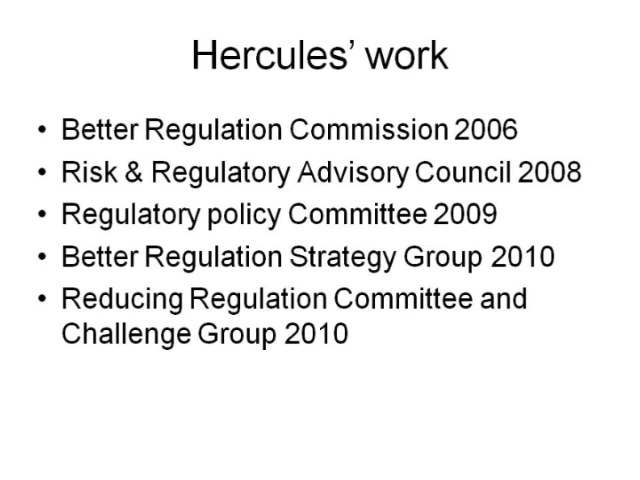 Hercules’ work
• Better Regulation Commission 2006
• Risk & Regulatory Advisory Council 2008
• Regulatory policy Committee 2009
• Better Regulation Strategy Group 2010
• Reducing Regulation Committee and
Challenge Group 2010